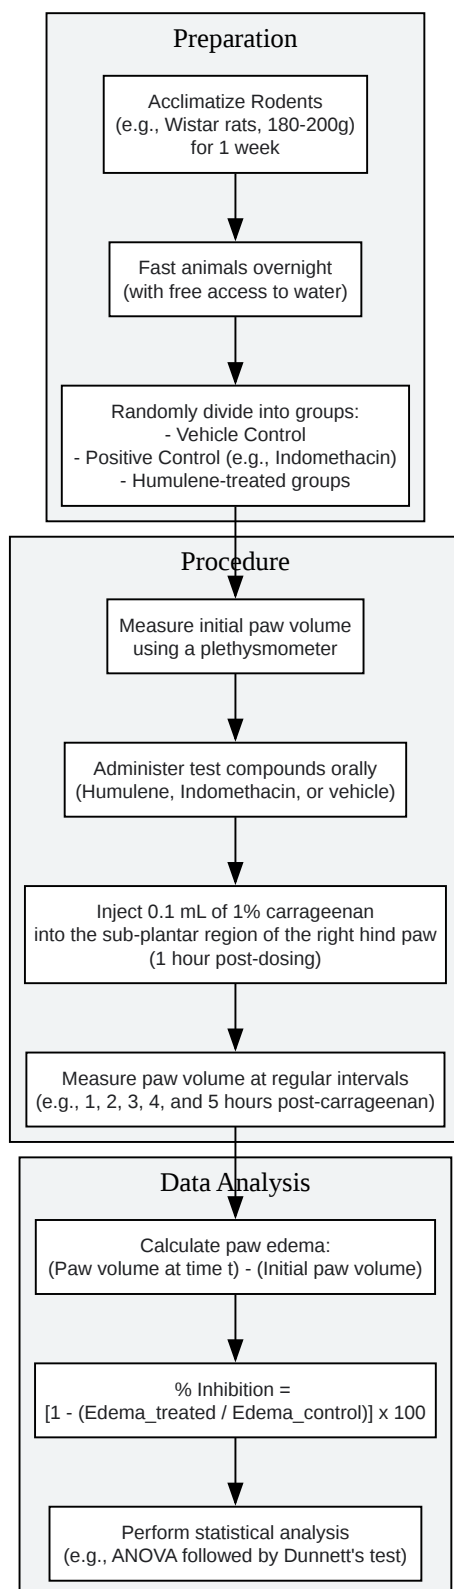 Preparation
Acclimatize Rodents
(e.g., Wistar rats, 180-200g)
for 1 week
Fast animals overnight
(with free access to water)
Randomly divide into groups:
- Vehicle Control
- Positive Control (e.g., Indomethacin)
- Humulene-treated groups
Procedure
Measure initial paw volume
using a plethysmometer
Administer test compounds orally
(Humulene, Indomethacin, or vehicle)
Inject 0.1 mL of 1% carrageenan
into the sub-plantar region of the right hind paw
(1 hour post-dosing)
Measure paw volume at regular intervals
(e.g., 1, 2, 3, 4, and 5 hours post-carrageenan)
Data Analysis
Calculate paw edema:
(Paw volume at time t) - (Initial paw volume)
% Inhibition =
[1 - (Edema_treated / Edema_control)] x 100
Perform statistical analysis
(e.g., ANOVA followed by Dunnett's test)